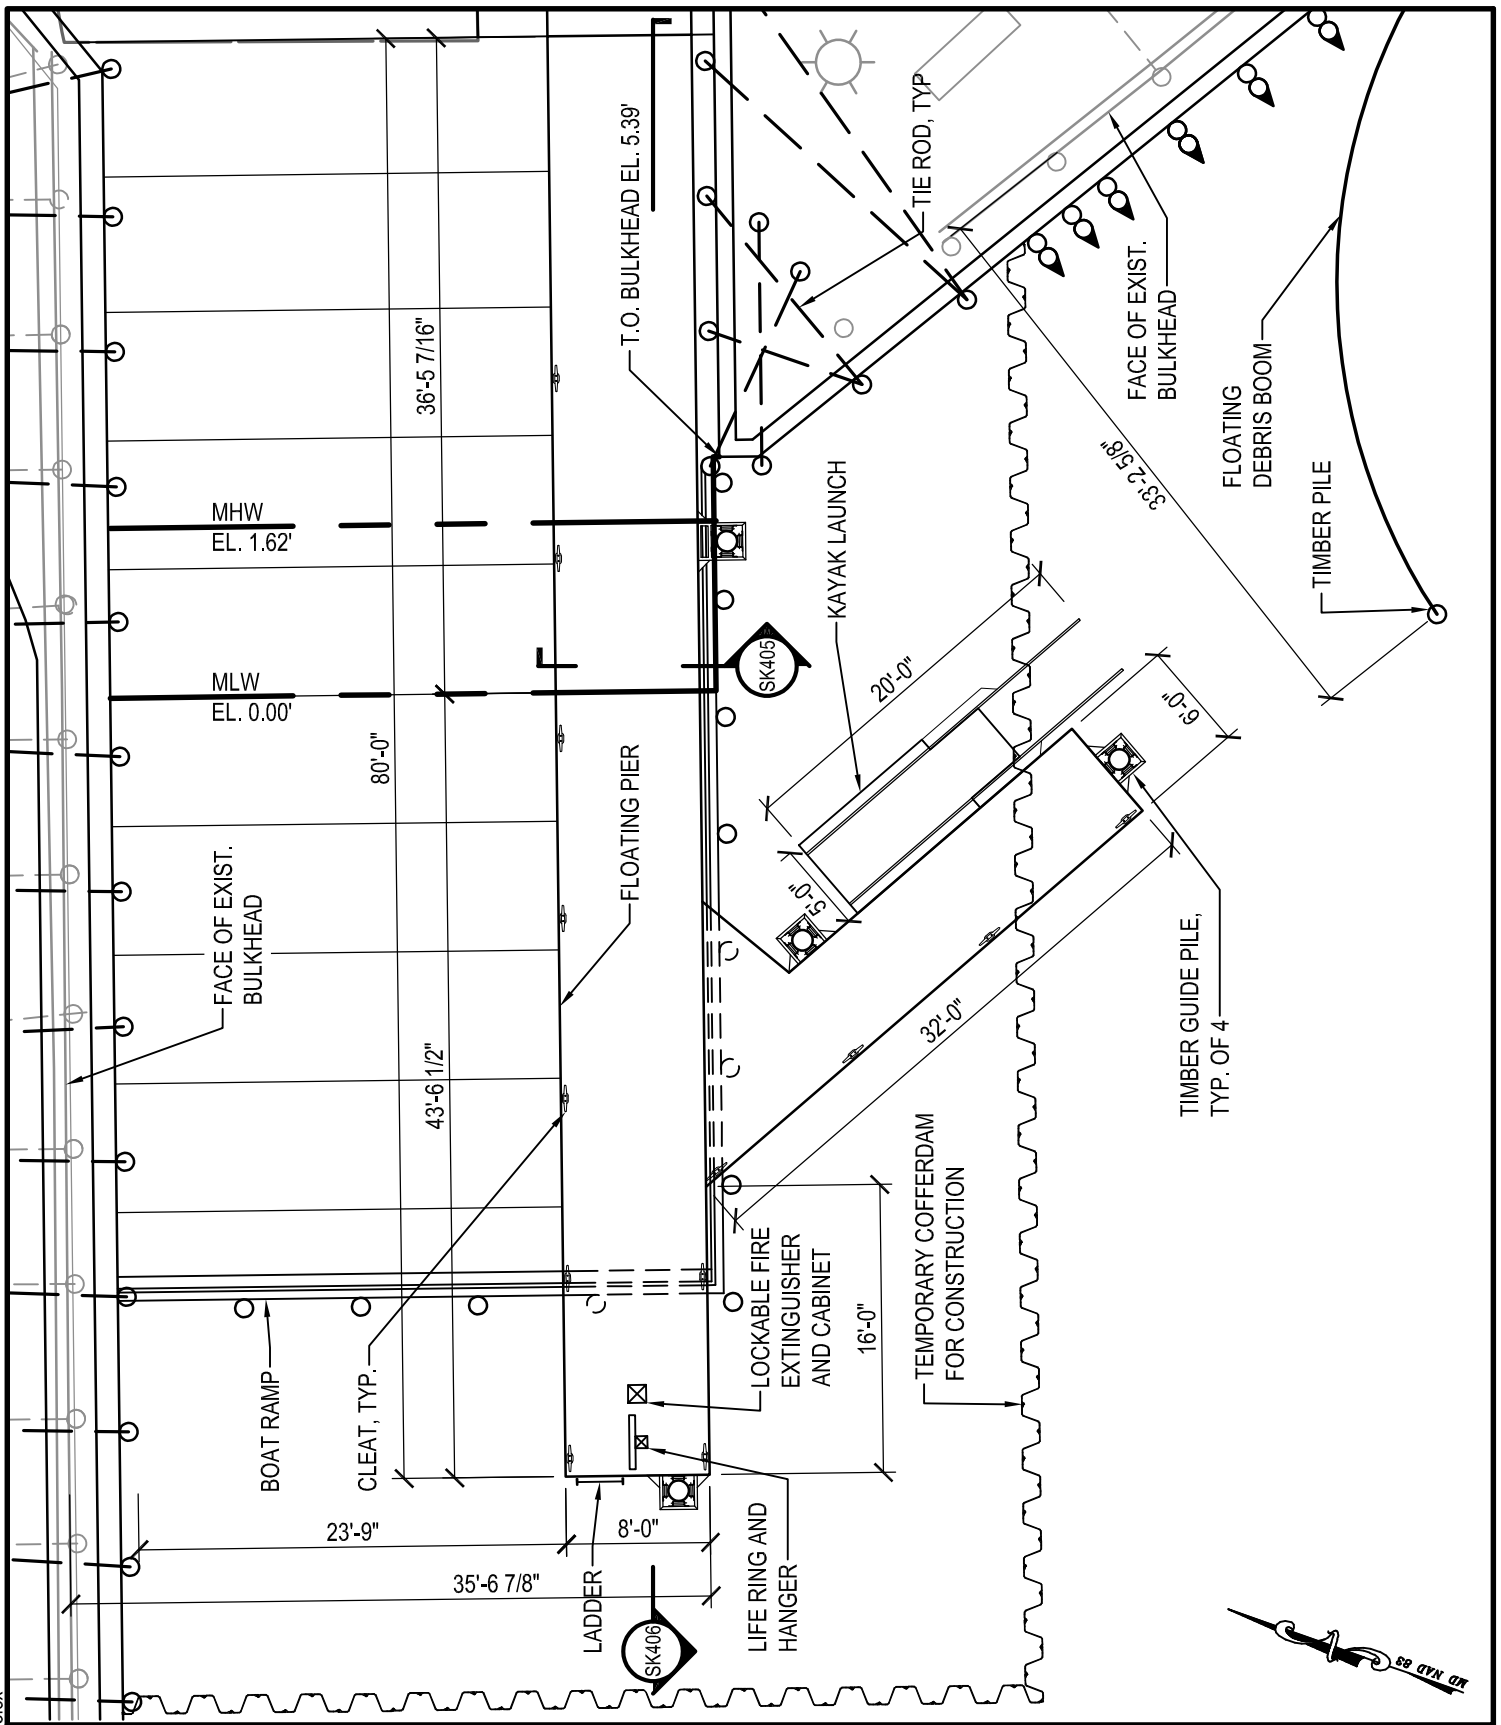 T.O. BULKHEAD EL. 5.39'
TIE ROD, TYP
36'-5 7/16"
FACE OF EXIST.
BULKHEAD
FLOATING
DEBRIS BOOM
33'-2 5/8"
TIMBER PILE
MHW
EL. 1.62'
KAYAK LAUNCH
SK405
20'-0"
6'-0"
MLW
EL. 0.00'
80'-0"
FLOATING PIER
5'-0"
FACE OF EXIST.
BULKHEAD
32'-0"
TIMBER GUIDE PILE,
TYP. OF 4
43'-6 1/2"
TEMPORARY COFFERDAM
FOR CONSTRUCTION
LOCKABLE FIRE
EXTINGUISHER
AND CABINET
16'-0"
BOAT RAMP
CLEAT, TYP.
23'-9"
8'-0"
35'-6 7/8"
LADDER
LIFE RING AND
HANGER
SK406
MD NAD 83